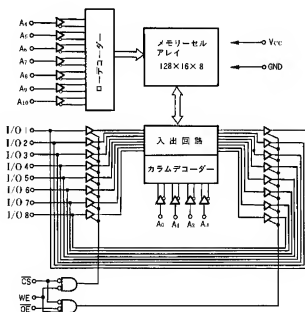 A4
A5
A6
A7
A8
A9
A10
ローデコーダー
メモリーセル
アレイ
128×16×8
VCC
GND
I/O 1
I/O 2
I/O 3
I/O 4
I/O 5
I/O 6
I/O 7
I/O 8
入出回路
カラムデコーダー
A0 A1 A2 A3
CS
WE
OE